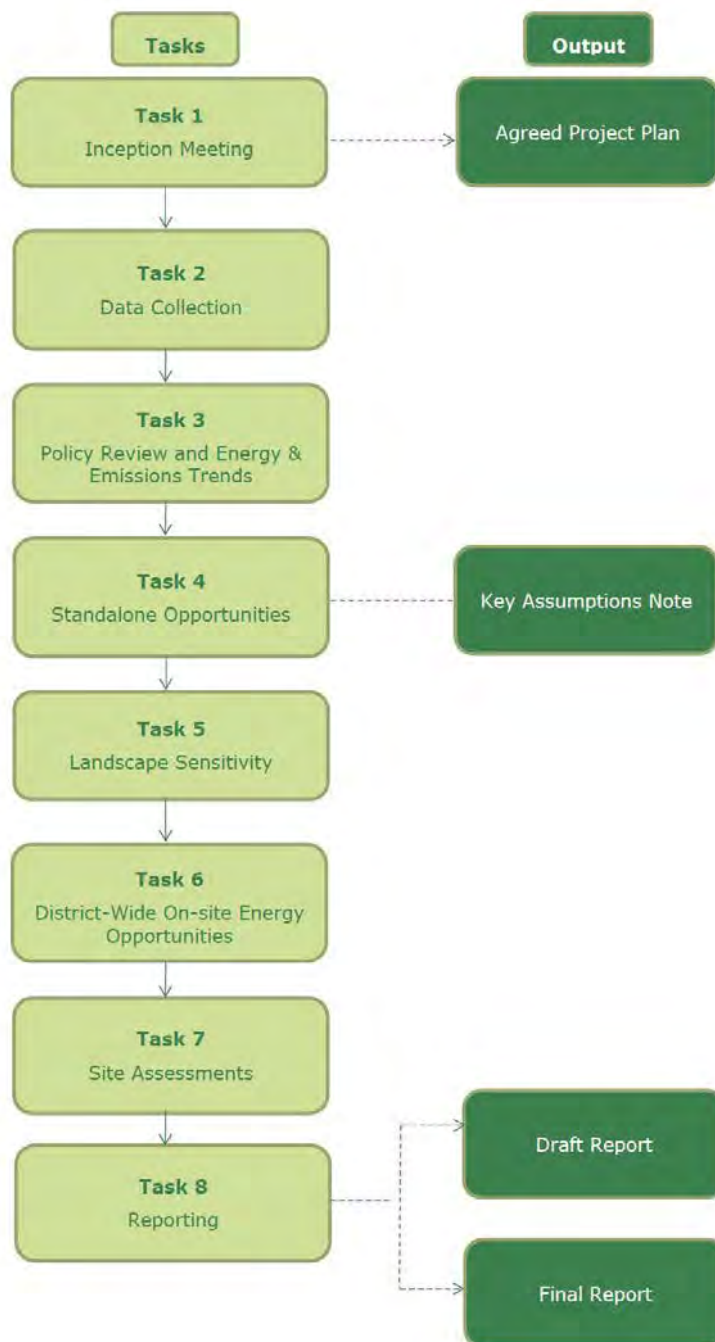 Tasks
Output
Task 1
Inception Meeting
Agreed Project Plan
Task 2
Data Collection
Task 3
Policy Review and Energy &
Emissions Trends
Task 4
Standalone Opportunities
Key Assumptions Note
Task 5
Landscape Sensitivity
Task 6
District-Wide On-site Energy
Opportunities
Task 7
Site Assessments
Draft Report
Task 8
Reporting
Final Report